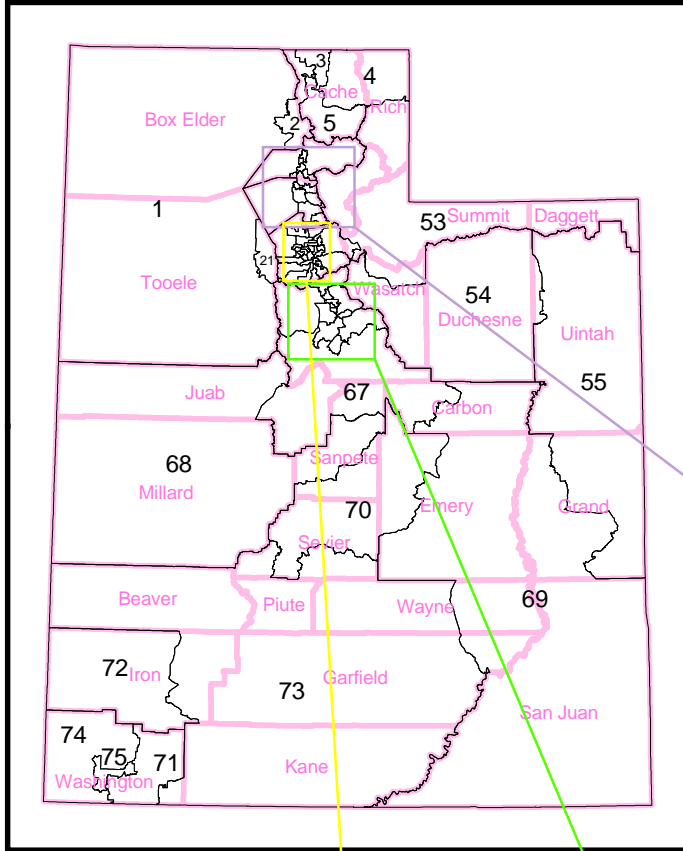 3
4
Cache
Rich
Box Elder
2
5
1
53
Summit
Daggett
21
Tooele
Wasatch
54
Duchesne
Uintah
55
Juab
67
Carbon
68
Sanpete
Millard
70
Emery
Grand
Sevier
Beaver
Piute
Wayne
69
72
Iron
73
Garfield
San Juan
74
75
71
Washington
Kane